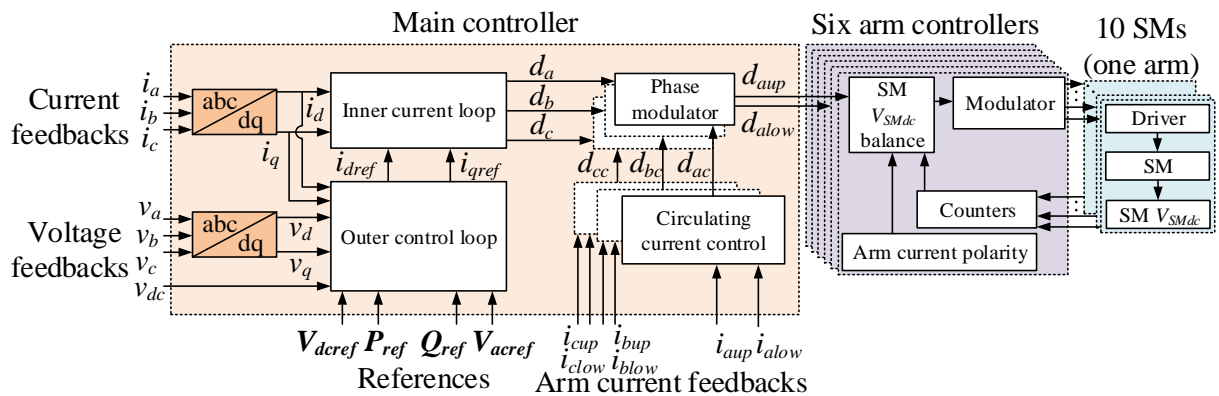 Main controller
Six arm controllers
10 SMs
(one arm)
Current
feedbacks
i_a
i_b
i_c
abc
dq
i_d
i_q
Inner current loop
d_a
d_b
d_c
Phase
modulator
d_aup
d_alow
SM
V_SMdc
balance
Modulator
Driver
SM
SM V_SMdc
Counters
Arm current polarity
i_dref
i_qref
d_cc
d_bc
d_ac
Voltage
feedbacks
v_a
v_b
v_c
v_dc
abc
dq
v_d
v_q
Outer control loop
Circulating
current control
V_dcref P_ref Q_ref V_acref
References
i_cup i_bup
i_clow i_blow
i_aup i_alow
Arm current feedbacks